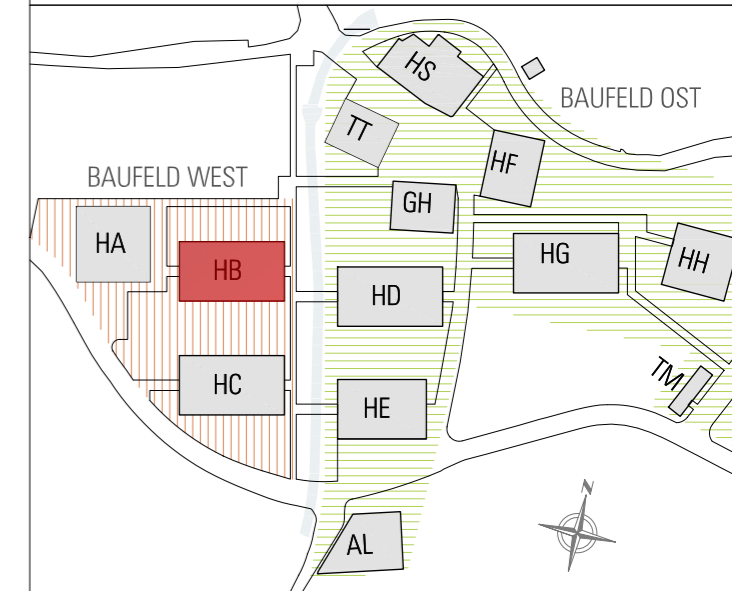 HS
BAUFELD OST
TT
HF
BAUFELD WEST
GH
HA
HB
HG
HH
HD
TM
HC
HE
N
AL